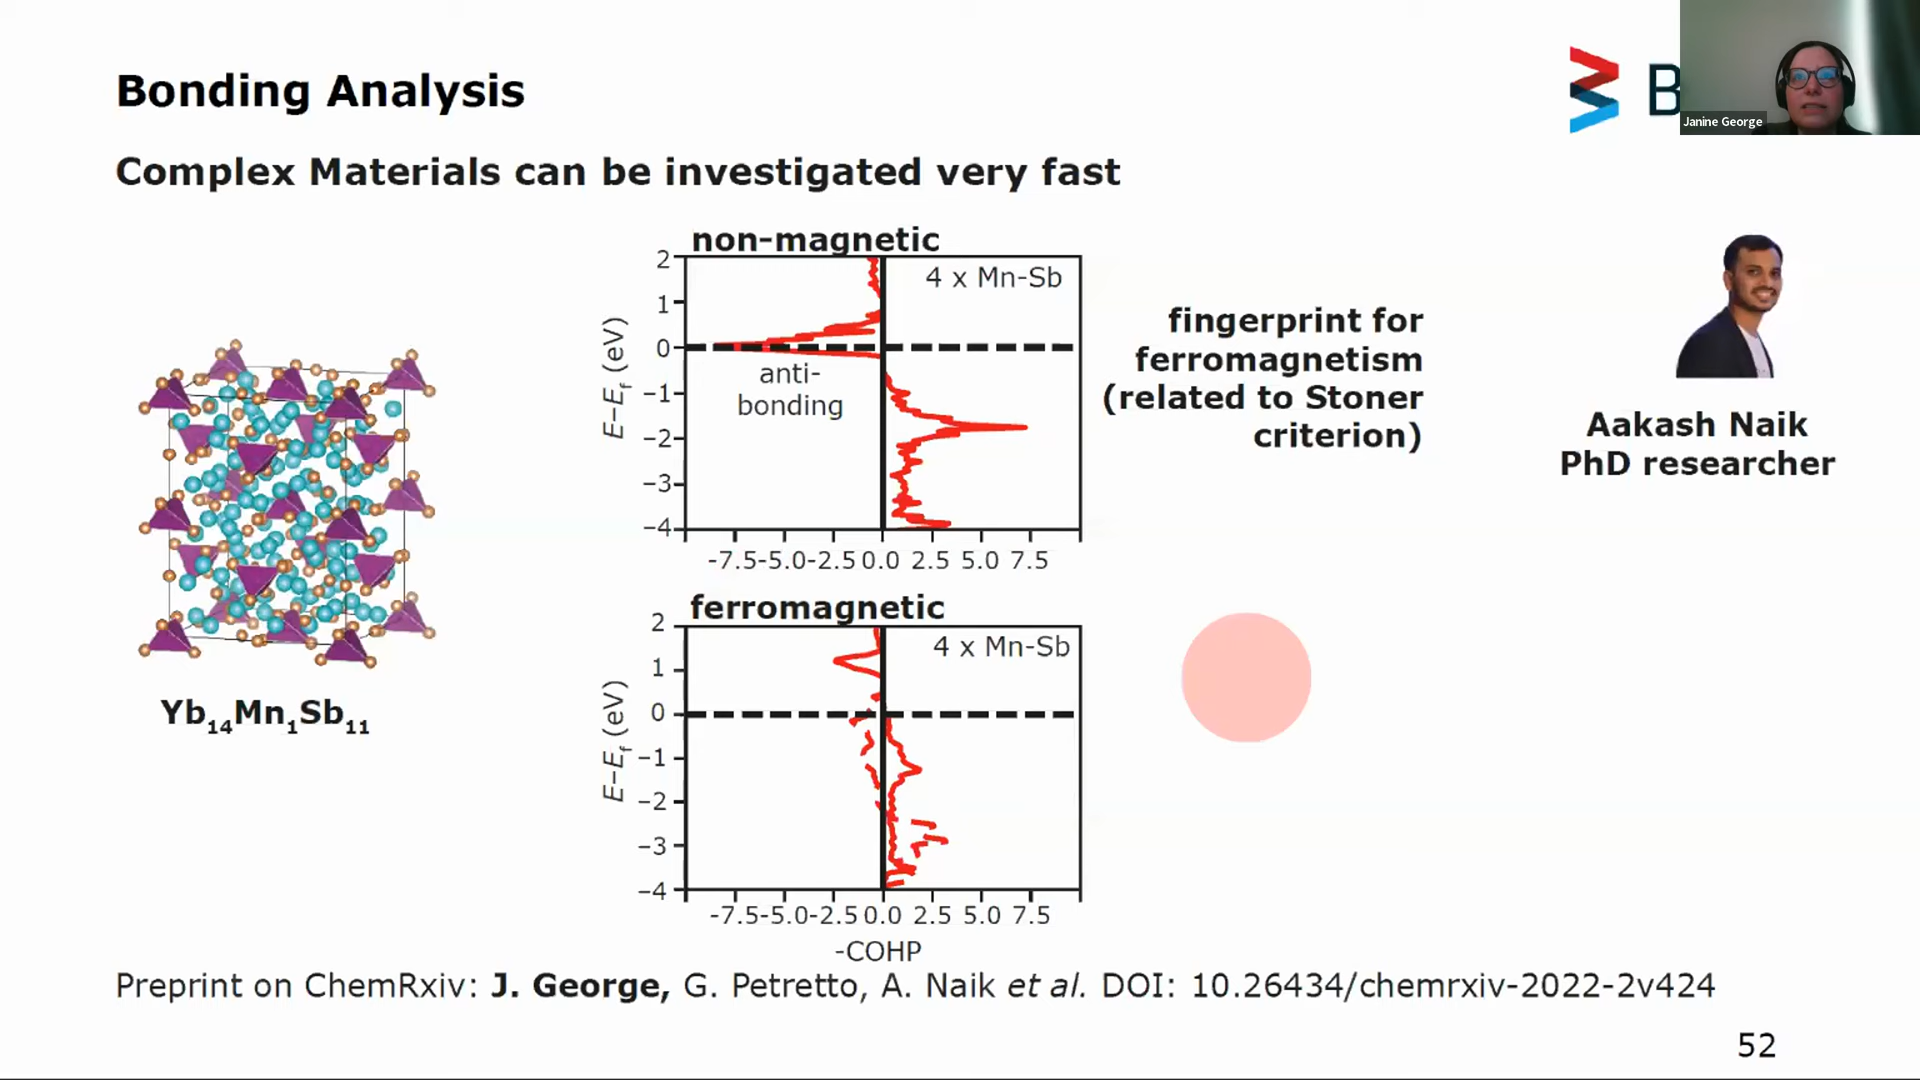 Bonding Analysis
B
Janine George
Complex Materials can be investigated very fast
non-magnetic
2
1
0
−1
−2
−3
−4
E−Ef (eV)
4 x Mn-Sb
anti-
bonding
-7.5 -5.0 -2.5 0.0 2.5 5.0 7.5
fingerprint for
ferromagnetism
(related to Stoner
criterion)
Aakash Naik
PhD researcher
ferromagnetic
2
1
0
−1
−2
−3
−4
E−Ef (eV)
4 x Mn-Sb
-7.5 -5.0 -2.5 0.0 2.5 5.0 7.5
-COHP
Yb14Mn1Sb11
Preprint on ChemRxiv: J. George, G. Petretto, A. Naik et al. DOI: 10.26434/chemrxiv-2022-2v424
52